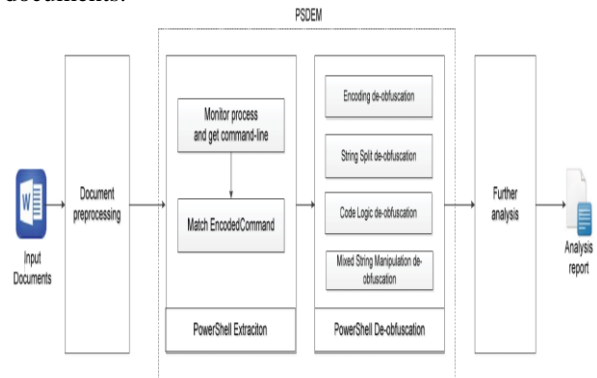 documents.
PSDEM
Monitor process
and get command-line
Match EncodedCommand
PowerShell Extraciton
Encoding de-obfuscation
String Split de-obfuscation
Code Logic de-obfuscation
Mixed String Manipulation de-
obfuscation
PowerShell De-obfuscation
Document
preprocessing
Further
analysis
W
Input
Documents
Analysis
report